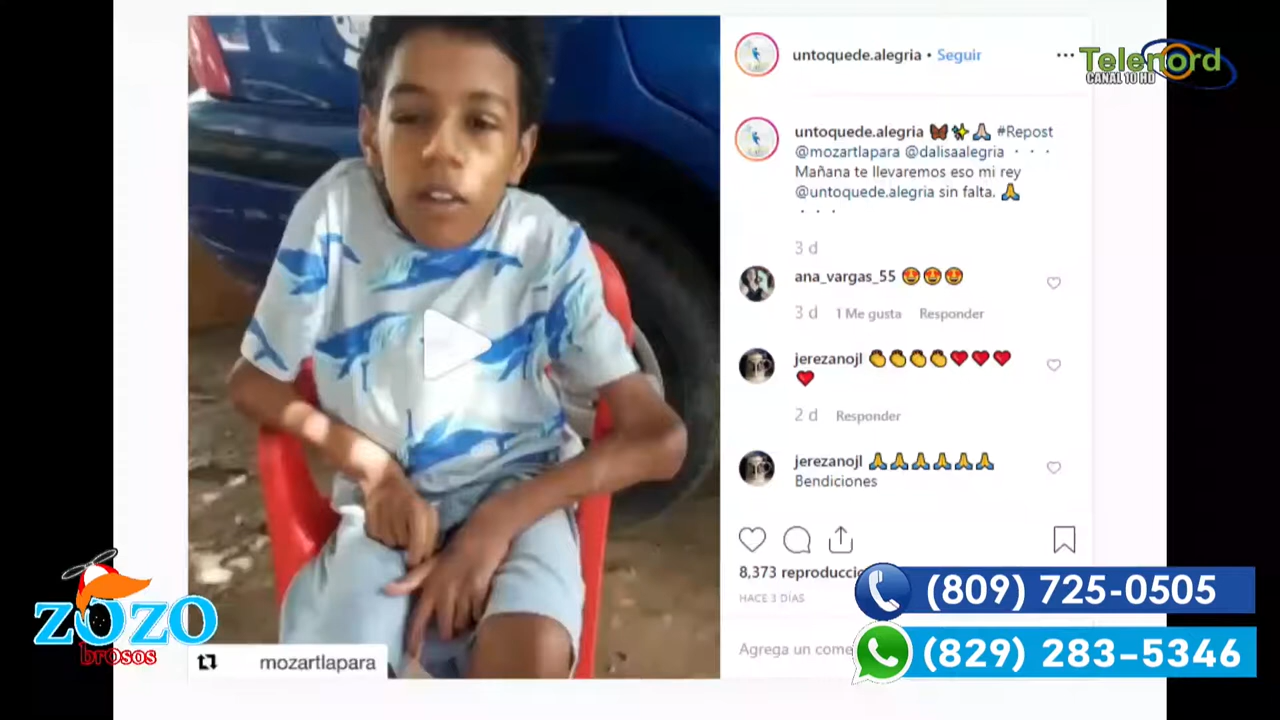 untoquede.alegria • Seguir
...
Telenord
CANAL 10 HD
untoquede.alegria 🦋✨🙏🏻 #Repost
@mozartlapara @dalisaalegria · · ·
Mañana te llevaremos eso mi rey
@untoquede.alegria sin falta. 🙏
· · ·
3 d
ana_vargas_55 😍😍😍
3 d 1 Me gusta Responder
jerezanojl 👏👏👏👏❤️❤️❤️
❤️
2 d Responder
jerezanojl 🙏🙏🙏🙏🙏🙏
Bendiciones
8,373 reproduccio
HACE 3 DÍAS
Agrega un come
mozartlapara
ZOZO
brOsos
(809) 725-0505
(829) 283-5346